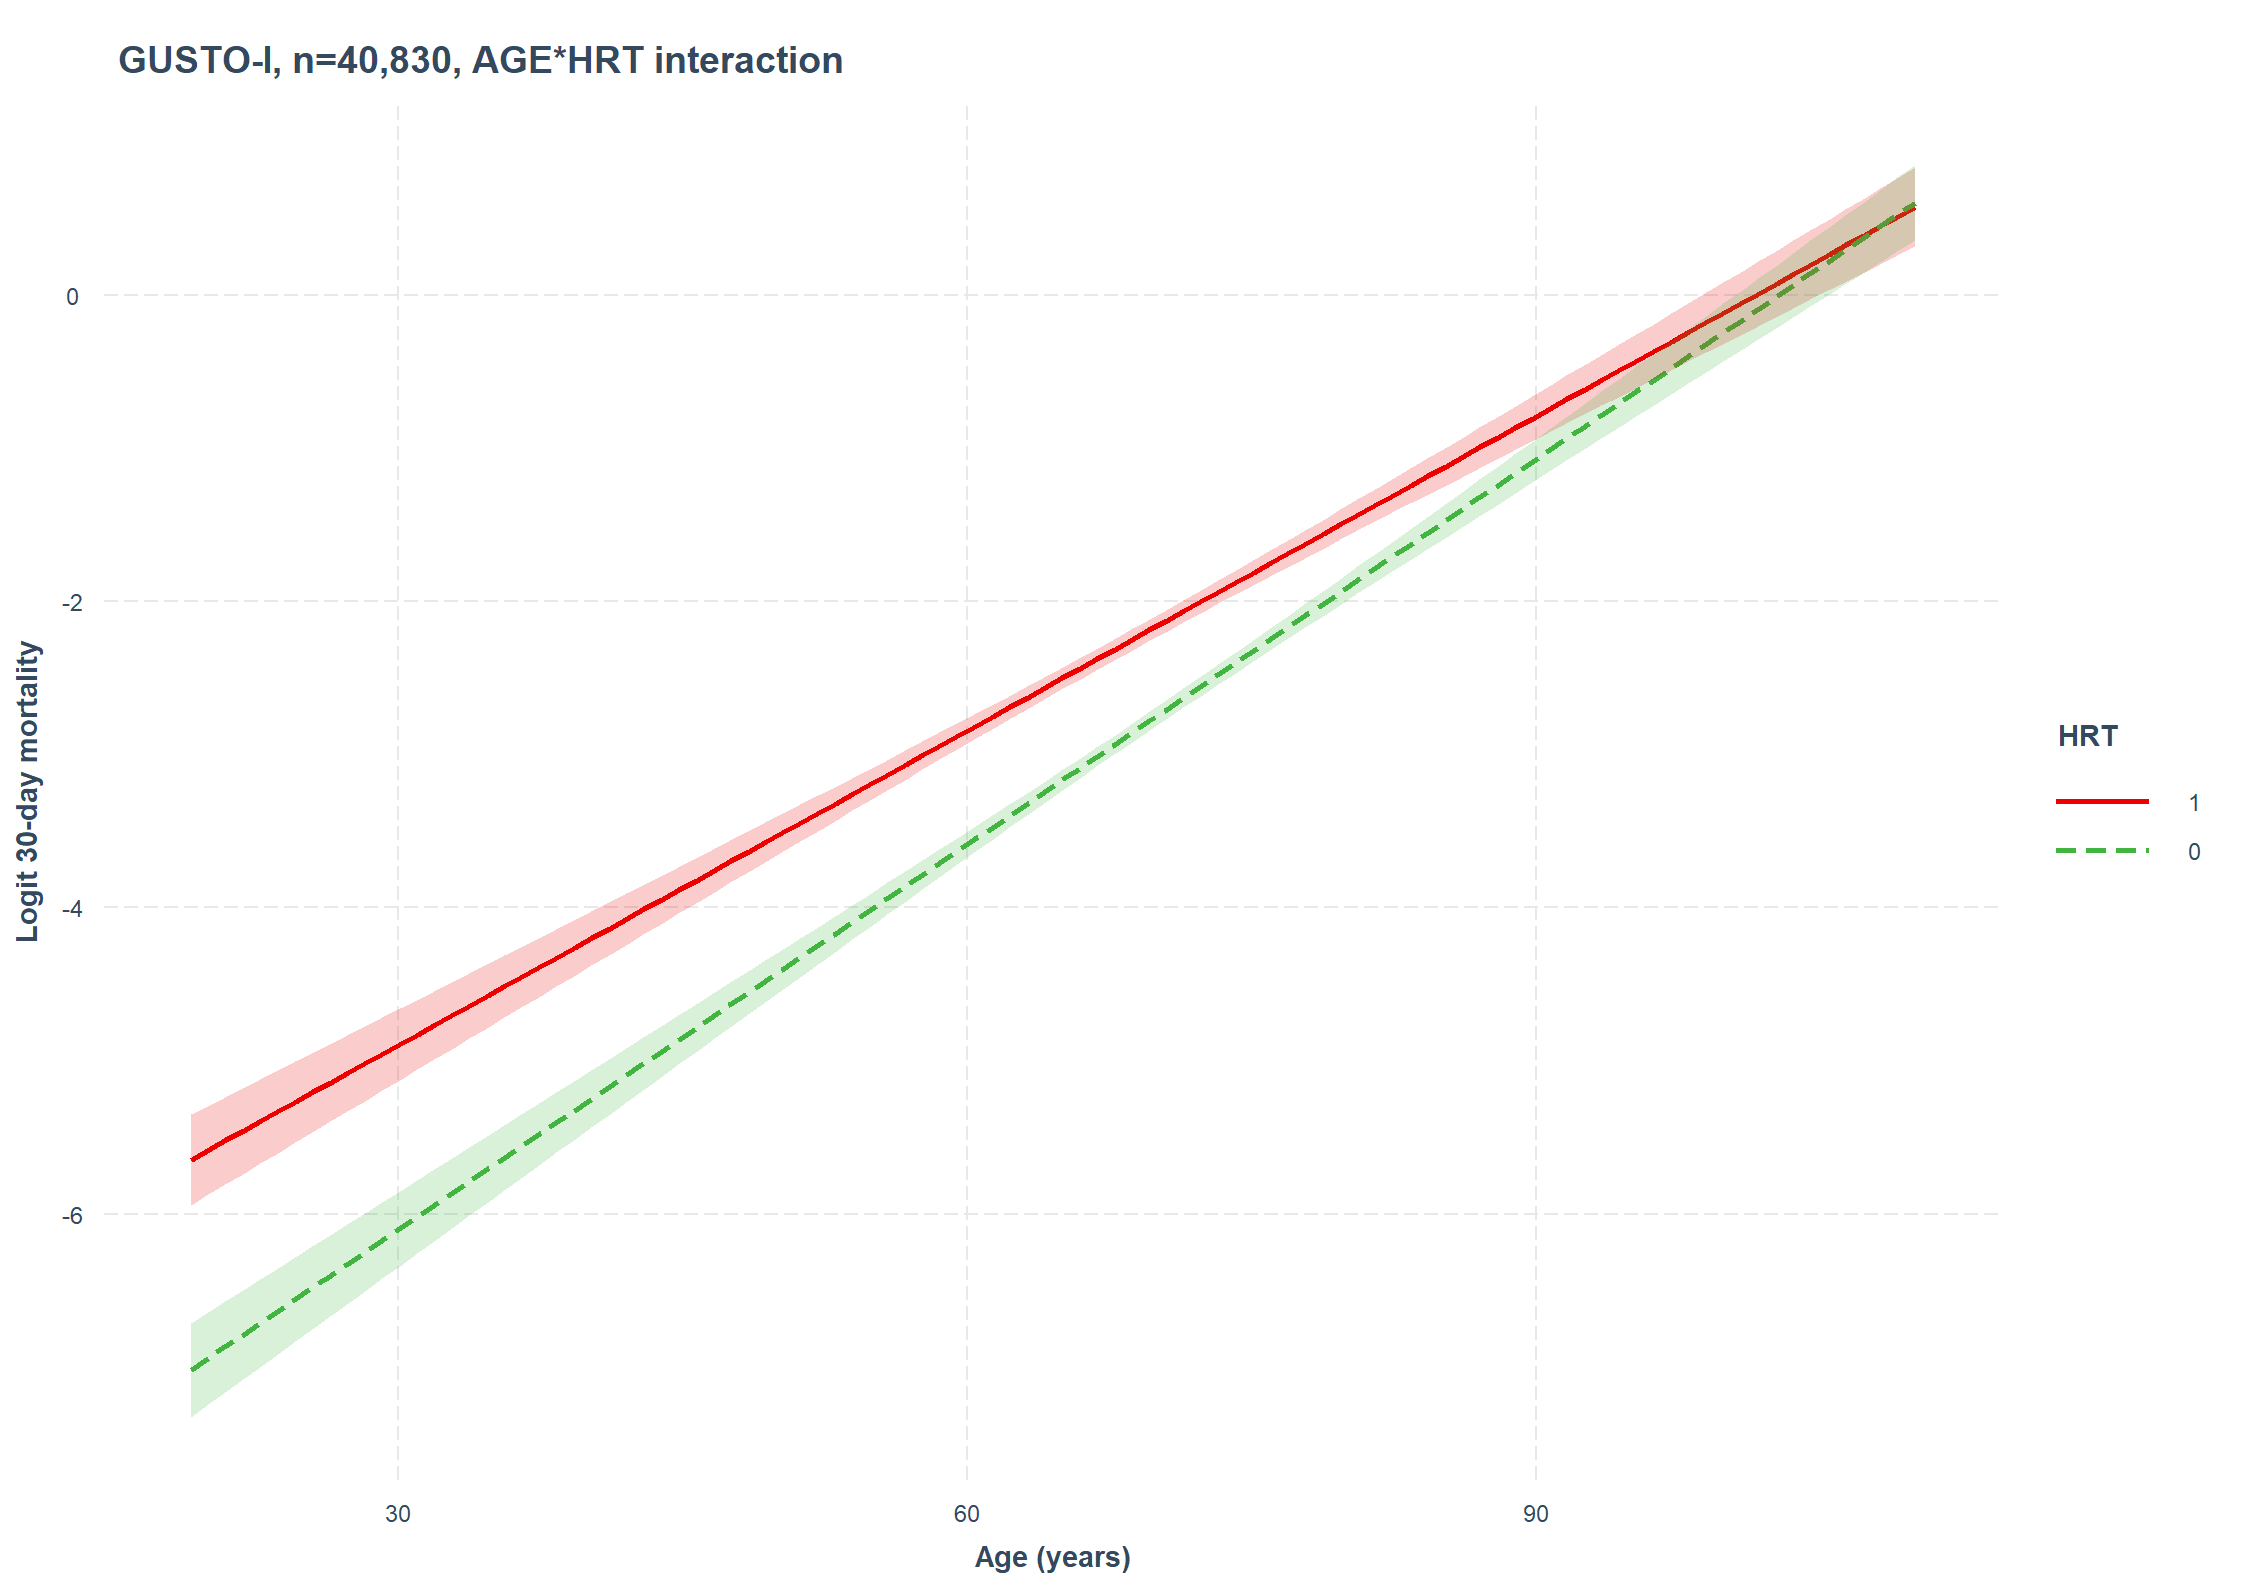 GUSTO-I, n=40,830, AGE*HRT interaction
0
-2
-4
-6
Logit 30-day mortality
30
60
90
Age (years)
HRT
1
0